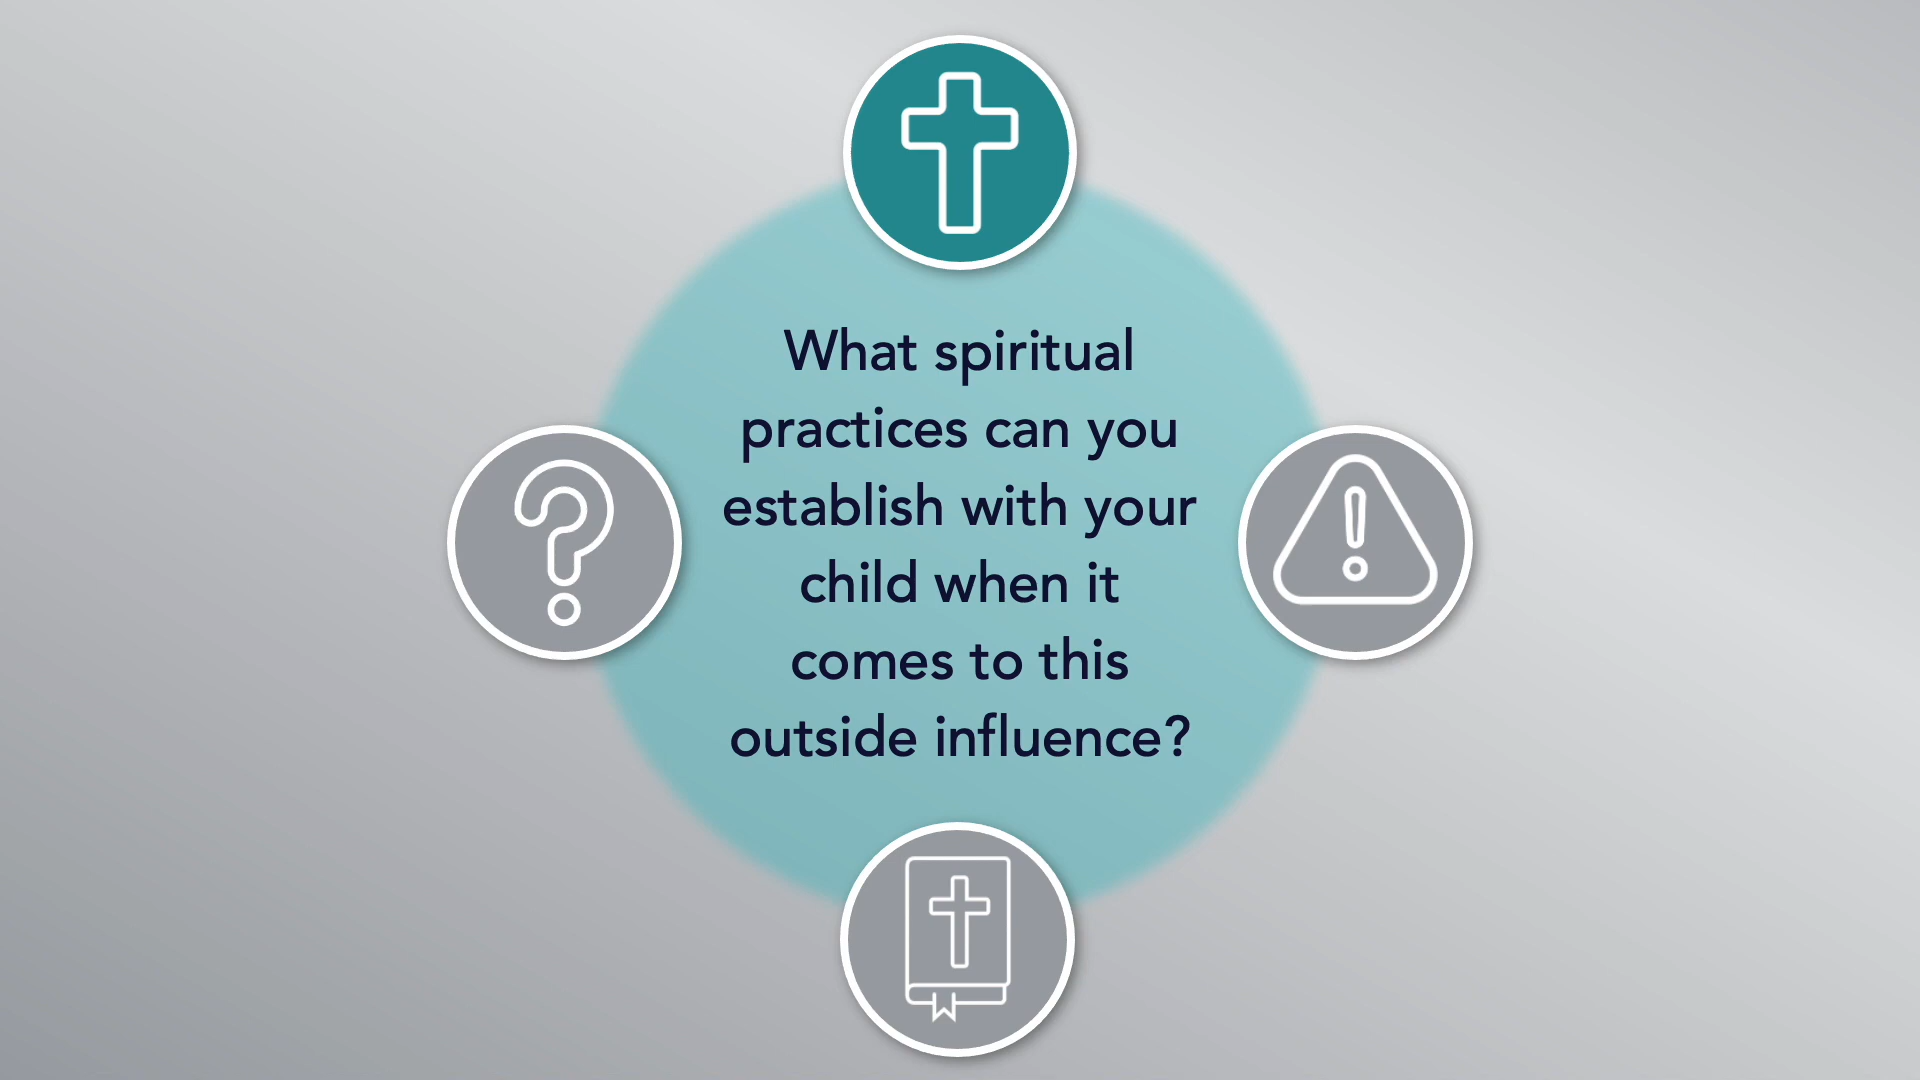 What spiritual
practices can you
establish with your
child when it
comes to this
outside influence?